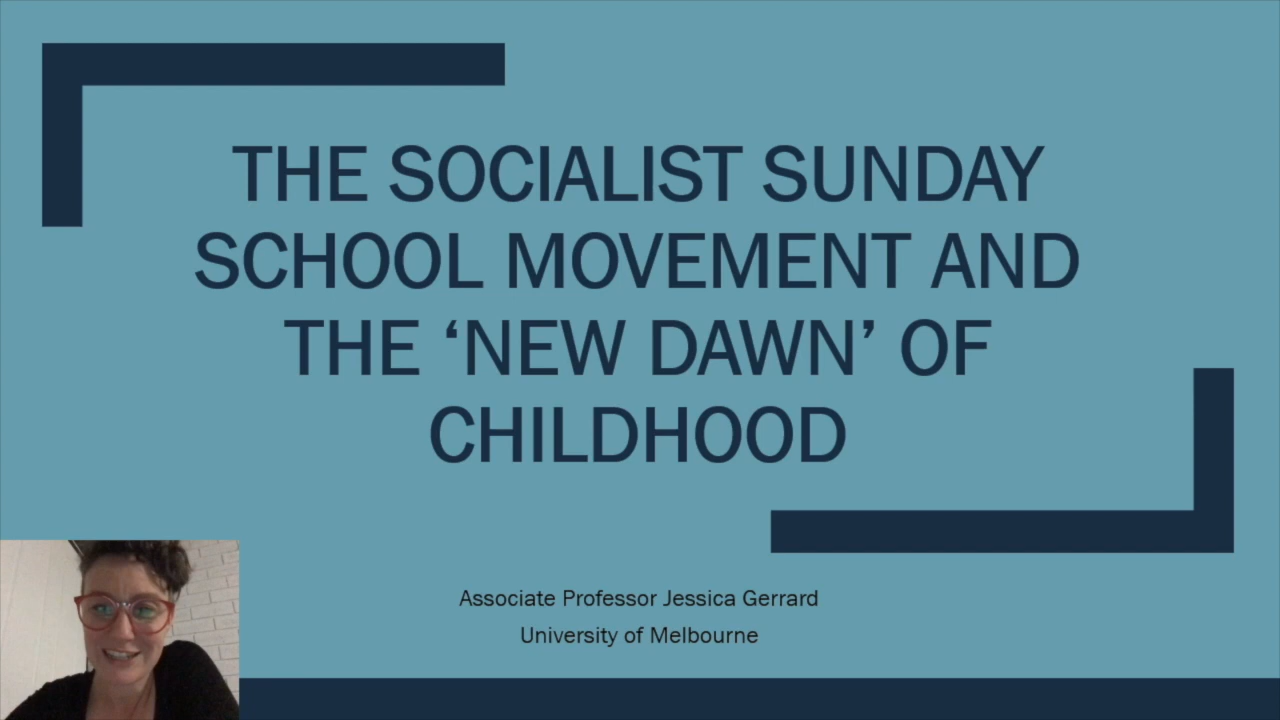 THE SOCIALIST SUNDAY
SCHOOL MOVEMENT AND
THE ‘NEW DAWN’ OF
CHILDHOOD
Associate Professor Jessica Gerrard
University of Melbourne